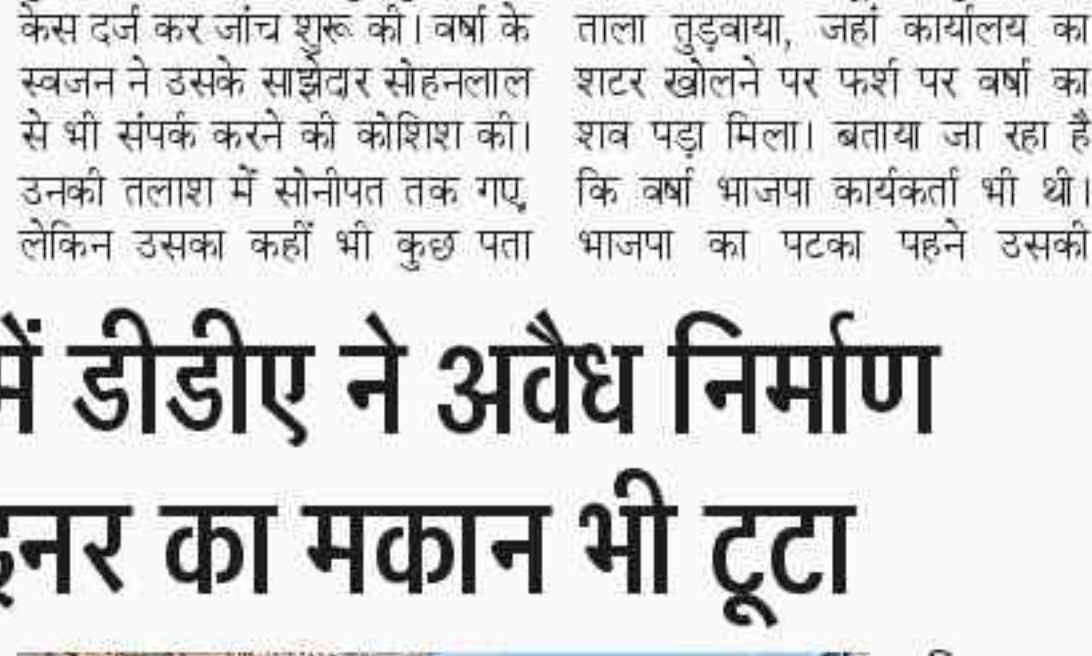 केस दर्ज कर जांच शुरू की। वर्षा के
स्वजन ने उसके साझेदार सोहनलाल
से भी संपर्क करने की कोशिश की।
उनकी तलाश में सोनीपत तक गए,
लेकिन उसका कहीं भी कुछ पता
ताला तुड़वाया, जहां कार्यालय का
शटर खोलने पर फर्श पर वर्षा का
शव पड़ा मिला। बताया जा रहा है
कि वर्षा भाजपा कार्यकर्ता भी थी।
भाजपा का पटका पहने उसकी
में डीडीए ने अवैध निर्माण
का मकान भी टूटा